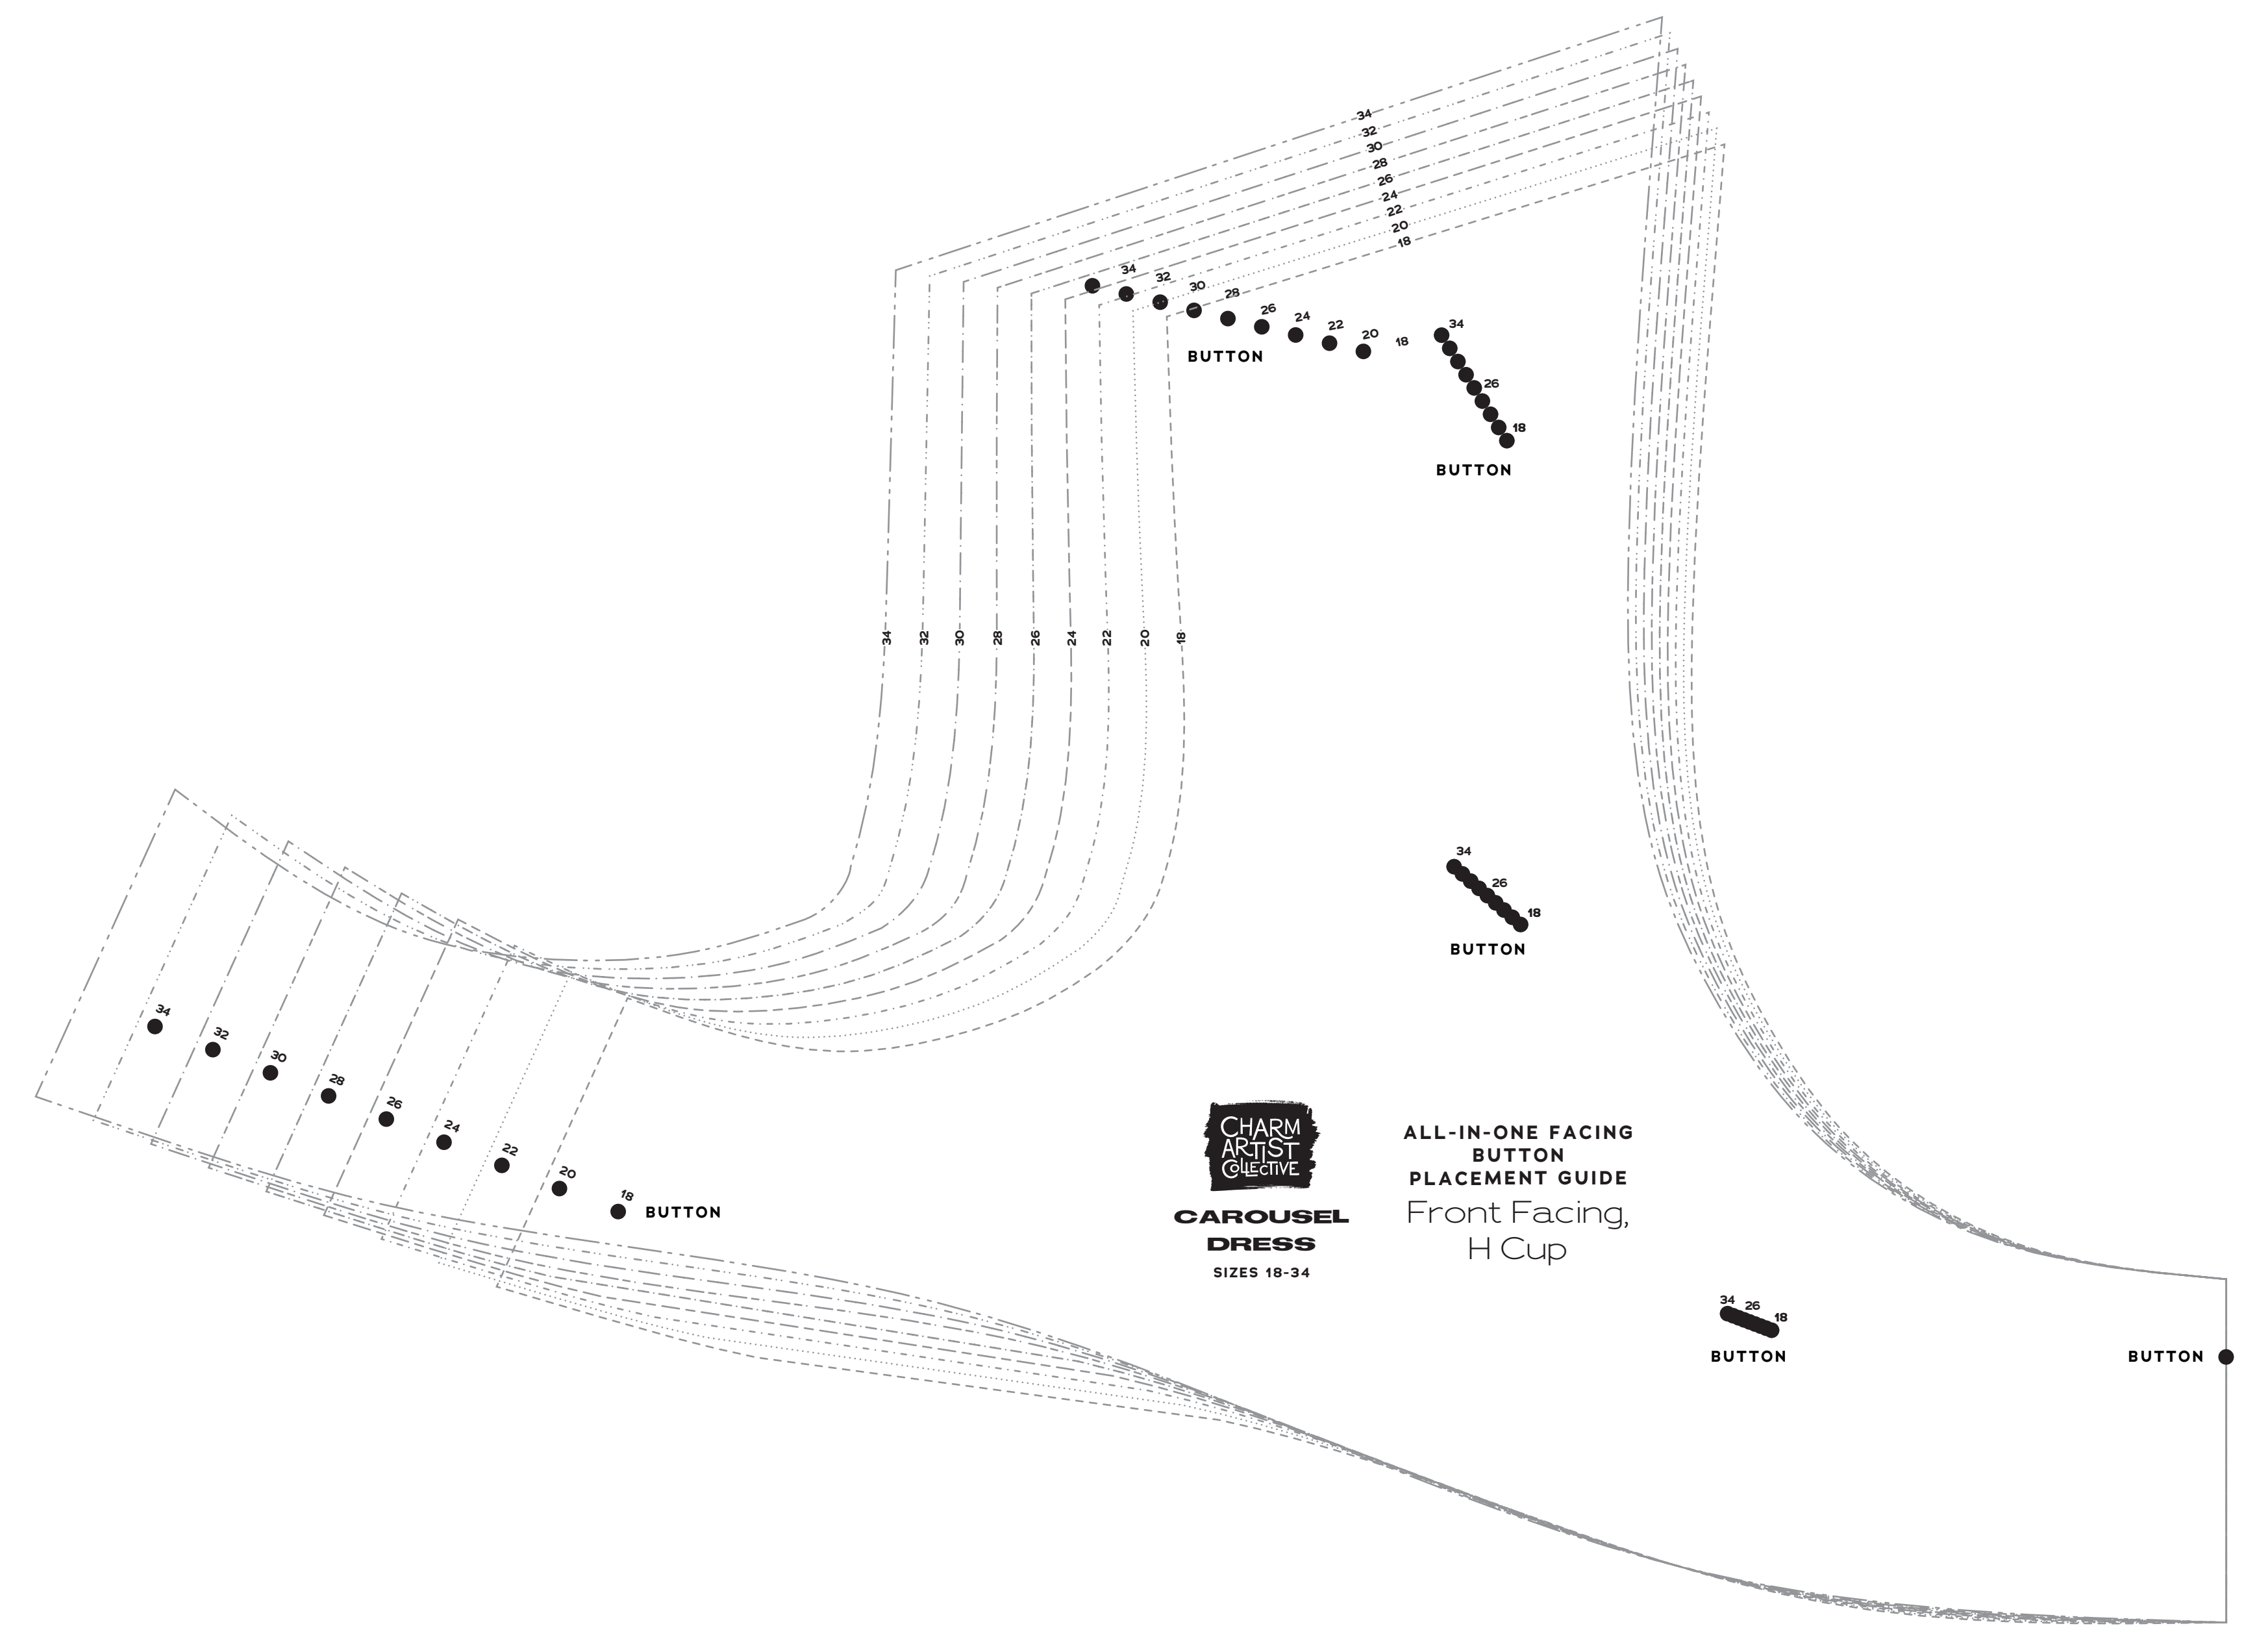 34
32
30
28
26
24
22
20
18
34
32
30
28
26
24
22
20
18
BUTTON
34
26
18
BUTTON
34
32
30
28
26
24
22
20
18
34
26
18
BUTTON
34
32
30
28
26
24
22
20
18
BUTTON
CHARM
ARTIST
COLLECTIVE
CAROUSEL
DRESS
SIZES 18-34
ALL-IN-ONE FACING
BUTTON
PLACEMENT GUIDE
Front Facing,
H Cup
34
26
18
BUTTON
BUTTON